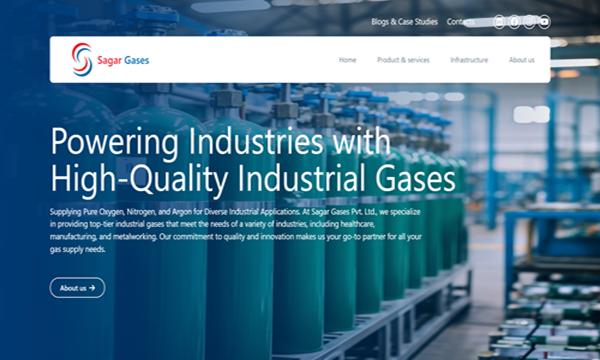 Blogs & Case Studies Contacts
Sagar Gases
Home Product & services Infrastructure About us
Powering Industries with
High-Quality Industrial Gases
Supplying Pure Oxygen, Nitrogen, and Argon for Diverse Industrial Applications. At Sagar Gases Pvt. Ltd., we specialize
in providing top-tier industrial gases that meet the needs of a variety of industries, including healthcare,
manufacturing, and metalworking. Our commitment to quality and innovation makes us your go-to partner for all your
gas supply needs.
About us →